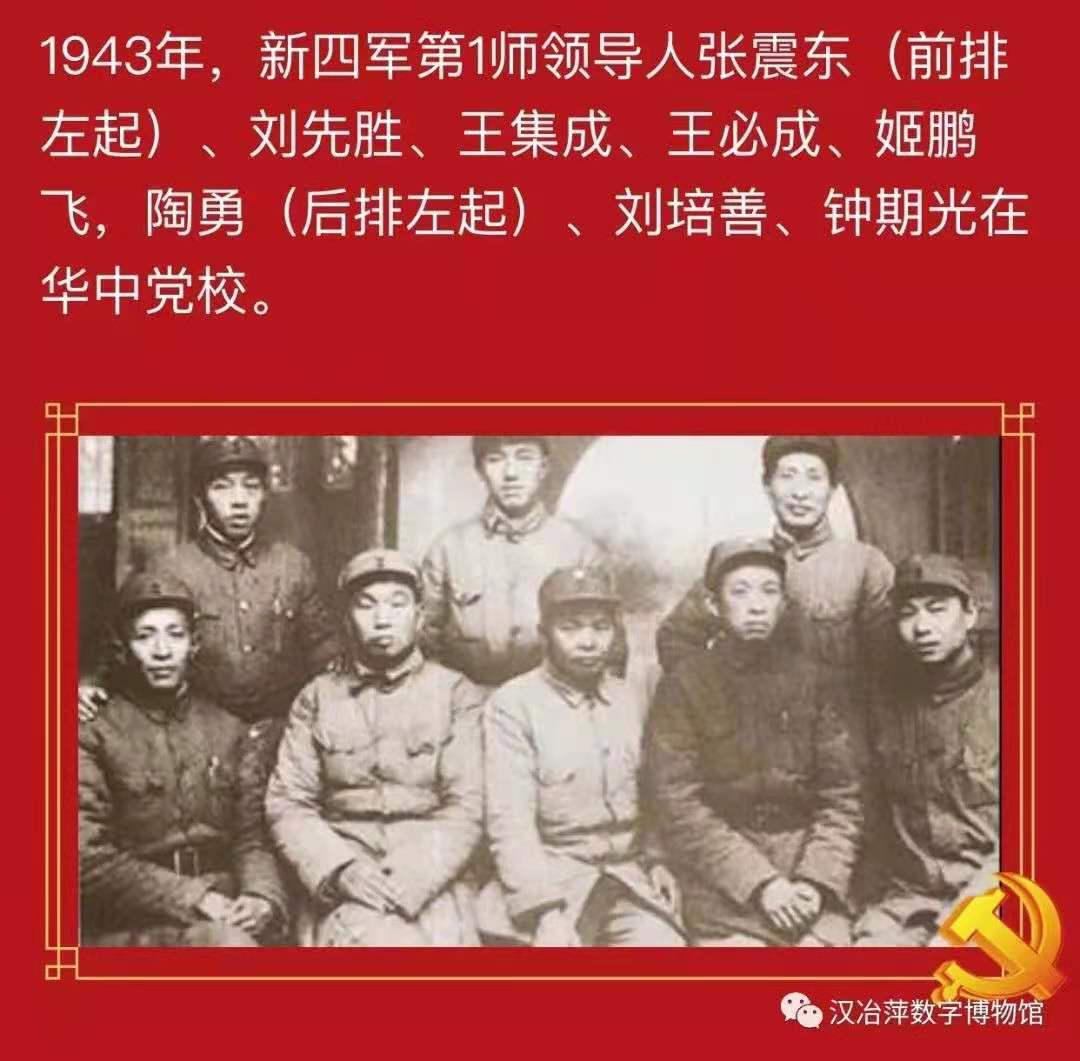 1943年，新四军第1师领导人张震东（前排
左起）、刘先胜、王集成、王必成、姬鹏
飞，陶勇（后排左起）、刘培善、钟期光在
华中党校。
汉冶萍数字博物馆